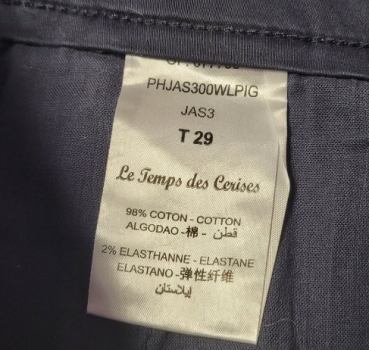 PHJAS300WLPIG
JAS3
T 29
Le Temps des Cerises
98% COTON - COTTON
ALGODAO - 棉 - قطن
2% ELASTHANNE - ELASTANE
ELASTANO - 弹性纤维
إيلاستان